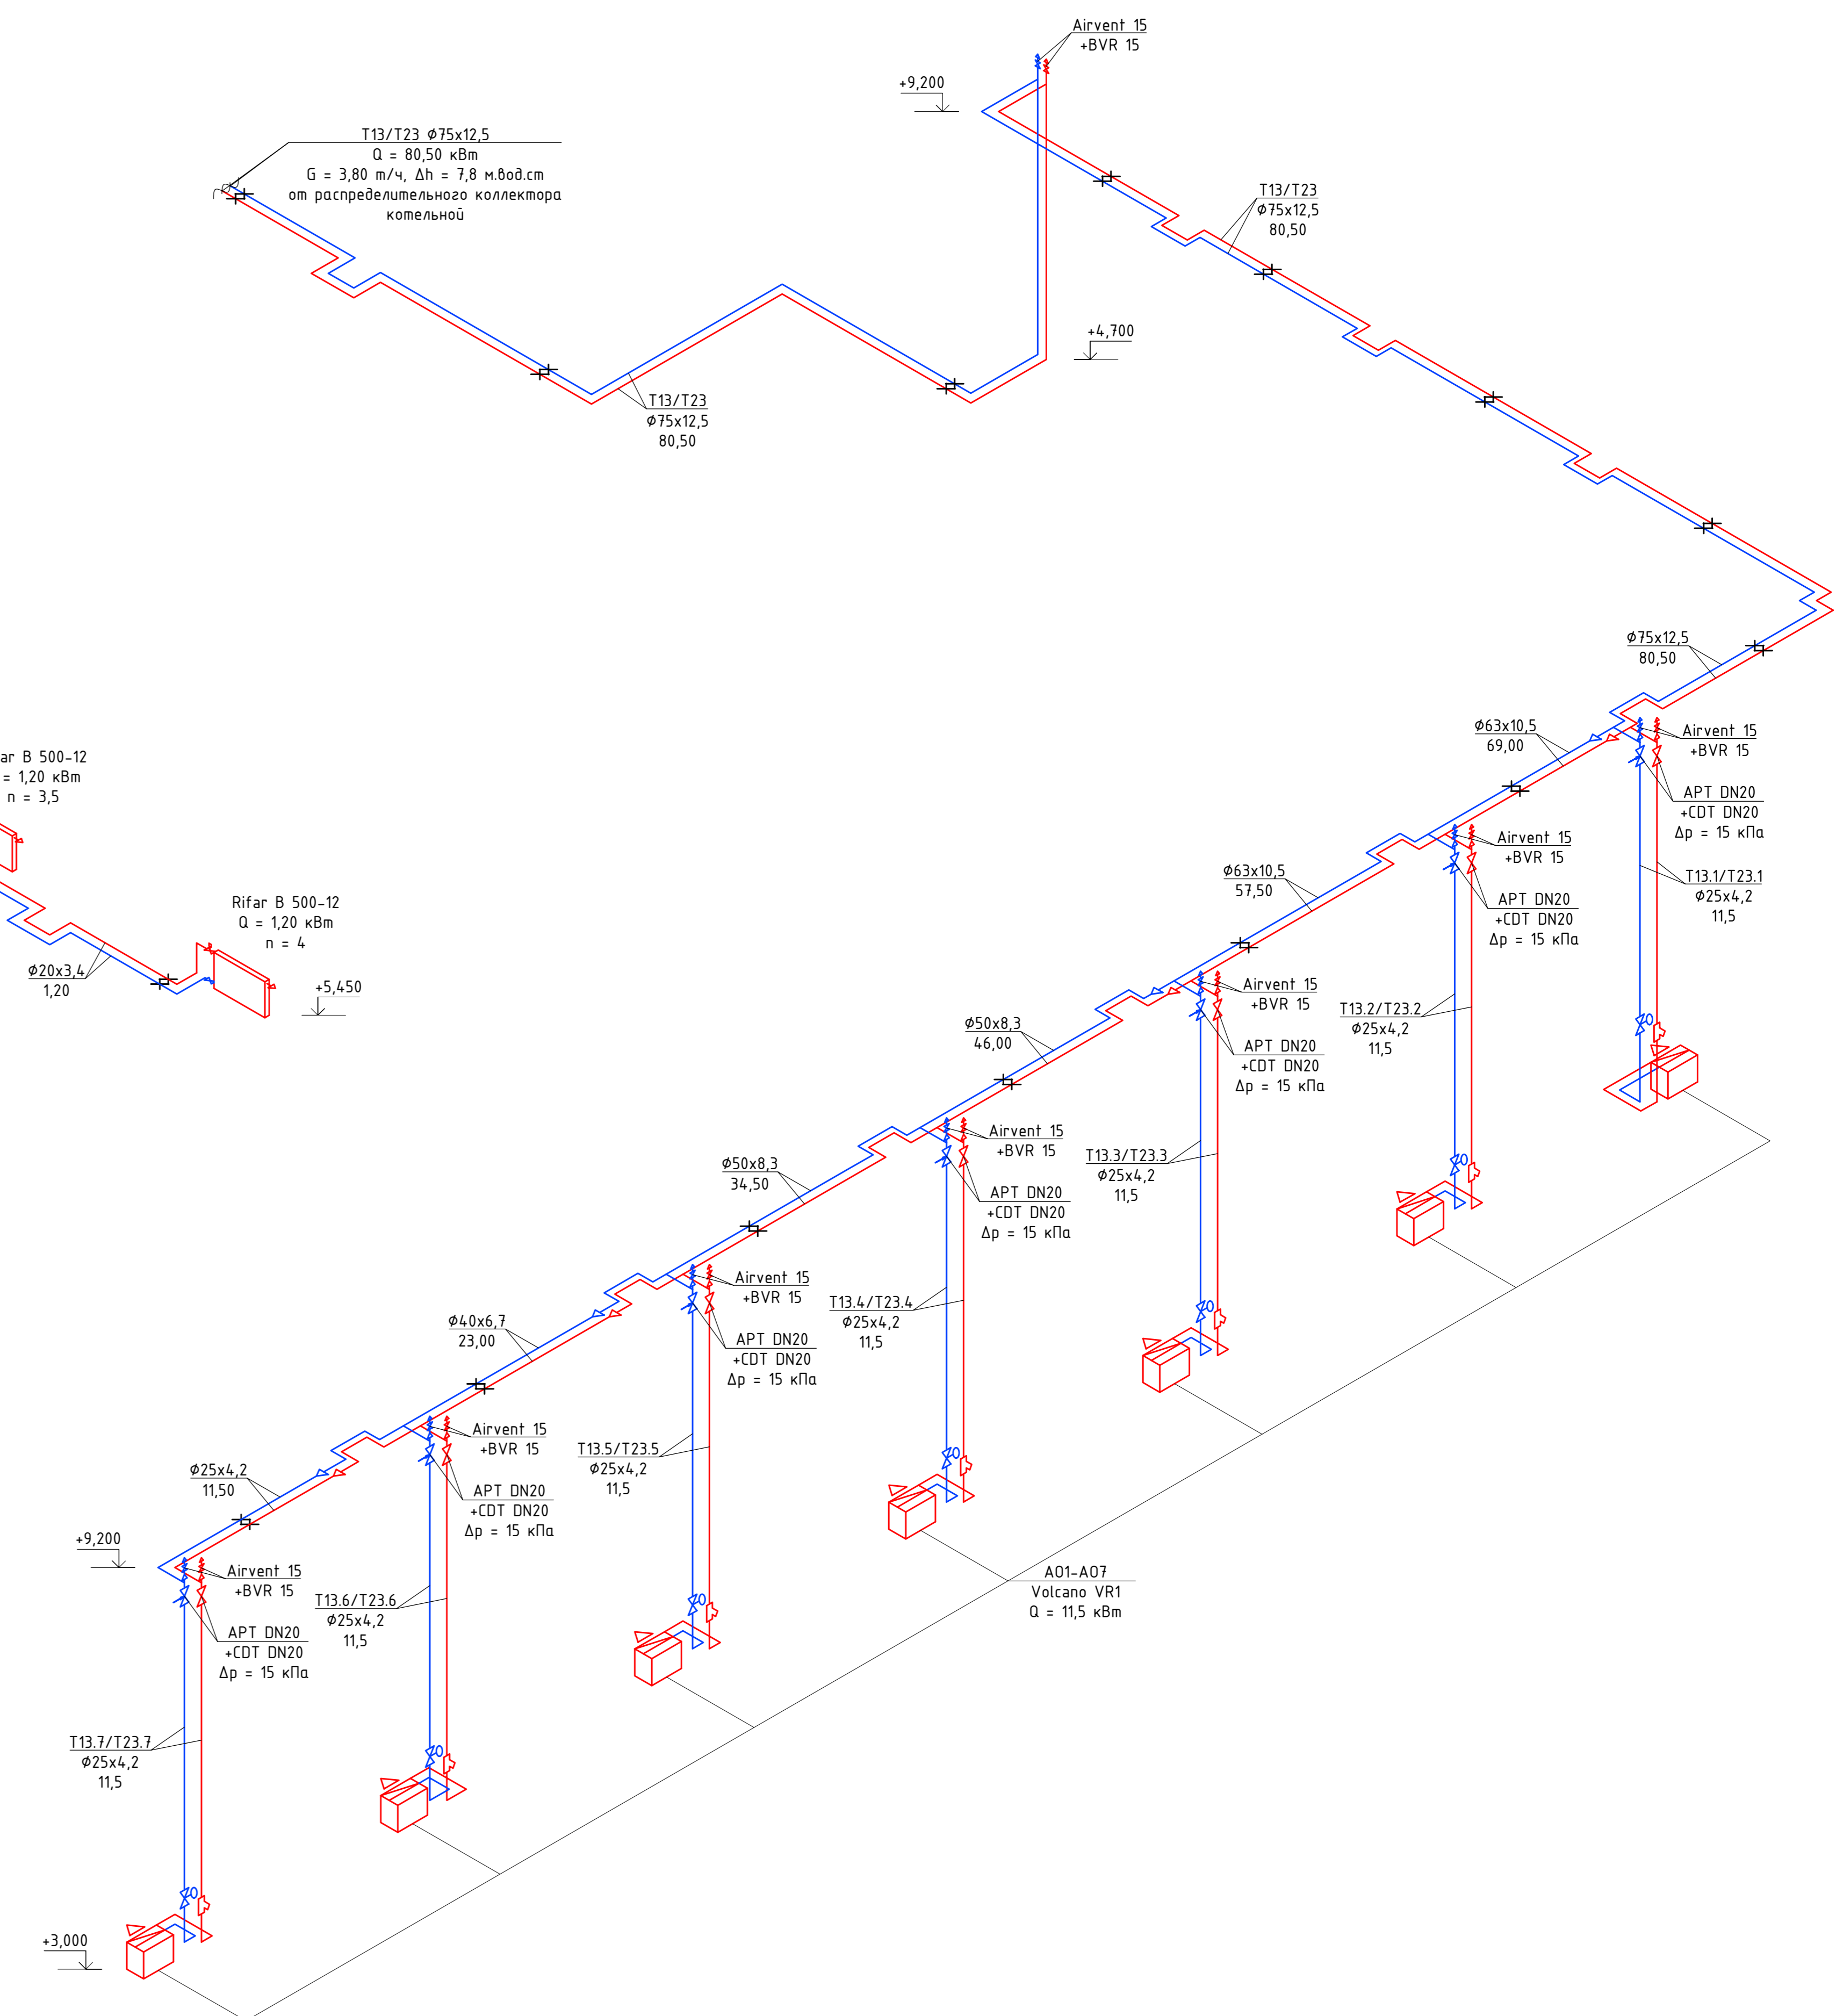 Airvent 15
+BVR 15
+9,200
T13/T23 Ф75x12,5
Q = 80,50 кВт
G = 3,80 т/ч, Δh = 7,8 м.вод.ст
от распределительного коллектора
котельной
T13/T23
Ф75x12,5
80,50
+4,700
T13/T23
Ф75x12,5
80,50
Ф75x12,5
80,50
Ф63x10,5
69,00
Airvent 15
+BVR 15
APT DN20
+CDT DN20
Δp = 15 кПа
T13.1/T23.1
Ф25x4,2
11,5
ar B 500-12
= 1,20 кВт
n = 3,5
Rifar B 500-12
Q = 1,20 кВт
n = 4
Ф20x3,4
1,20
+5,450
Ф63x10,5
57,50
Airvent 15
+BVR 15
APT DN20
+CDT DN20
Δp = 15 кПа
T13.2/T23.2
Ф25x4,2
11,5
Ф50x8,3
46,00
Airvent 15
+BVR 15
APT DN20
+CDT DN20
Δp = 15 кПа
T13.3/T23.3
Ф25x4,2
11,5
Ф50x8,3
34,50
Airvent 15
+BVR 15
APT DN20
+CDT DN20
Δp = 15 кПа
T13.4/T23.4
Ф25x4,2
11,5
Ф40x6,7
23,00
Airvent 15
+BVR 15
APT DN20
+CDT DN20
Δp = 15 кПа
T13.5/T23.5
Ф25x4,2
11,5
Ф25x4,2
11,50
Airvent 15
+BVR 15
APT DN20
+CDT DN20
Δp = 15 кПа
T13.6/T23.6
Ф25x4,2
11,5
+9,200
Airvent 15
+BVR 15
APT DN20
+CDT DN20
Δp = 15 кПа
T13.7/T23.7
Ф25x4,2
11,5
A01-A07
Volcano VR1
Q = 11,5 кВт
+3,000